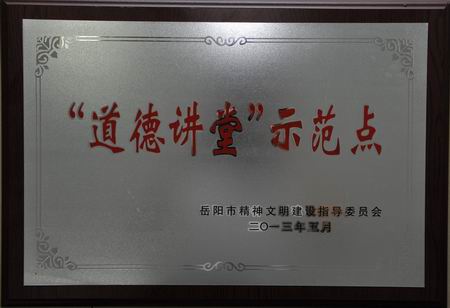 “道德讲堂”示范点
岳阳市精神文明建设指导委员会
二〇一三年五月